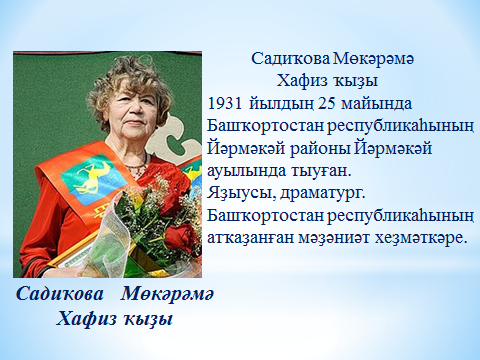 Садиҡова Мөкәрәмә
Хафиз ҡыҙы
1931 йылдың 25 майында
Башҡортостан республикаһының
Йәрмәкәй районы Йәрмәкәй
ауылында тыуған.
Яҙыусы, драматург.
Башҡортостан республикаһының
атҡаҙанған мәҙәниәт хеҙмәткәре.
Садиҡова Мөкәрәмә
Хафиз ҡыҙы